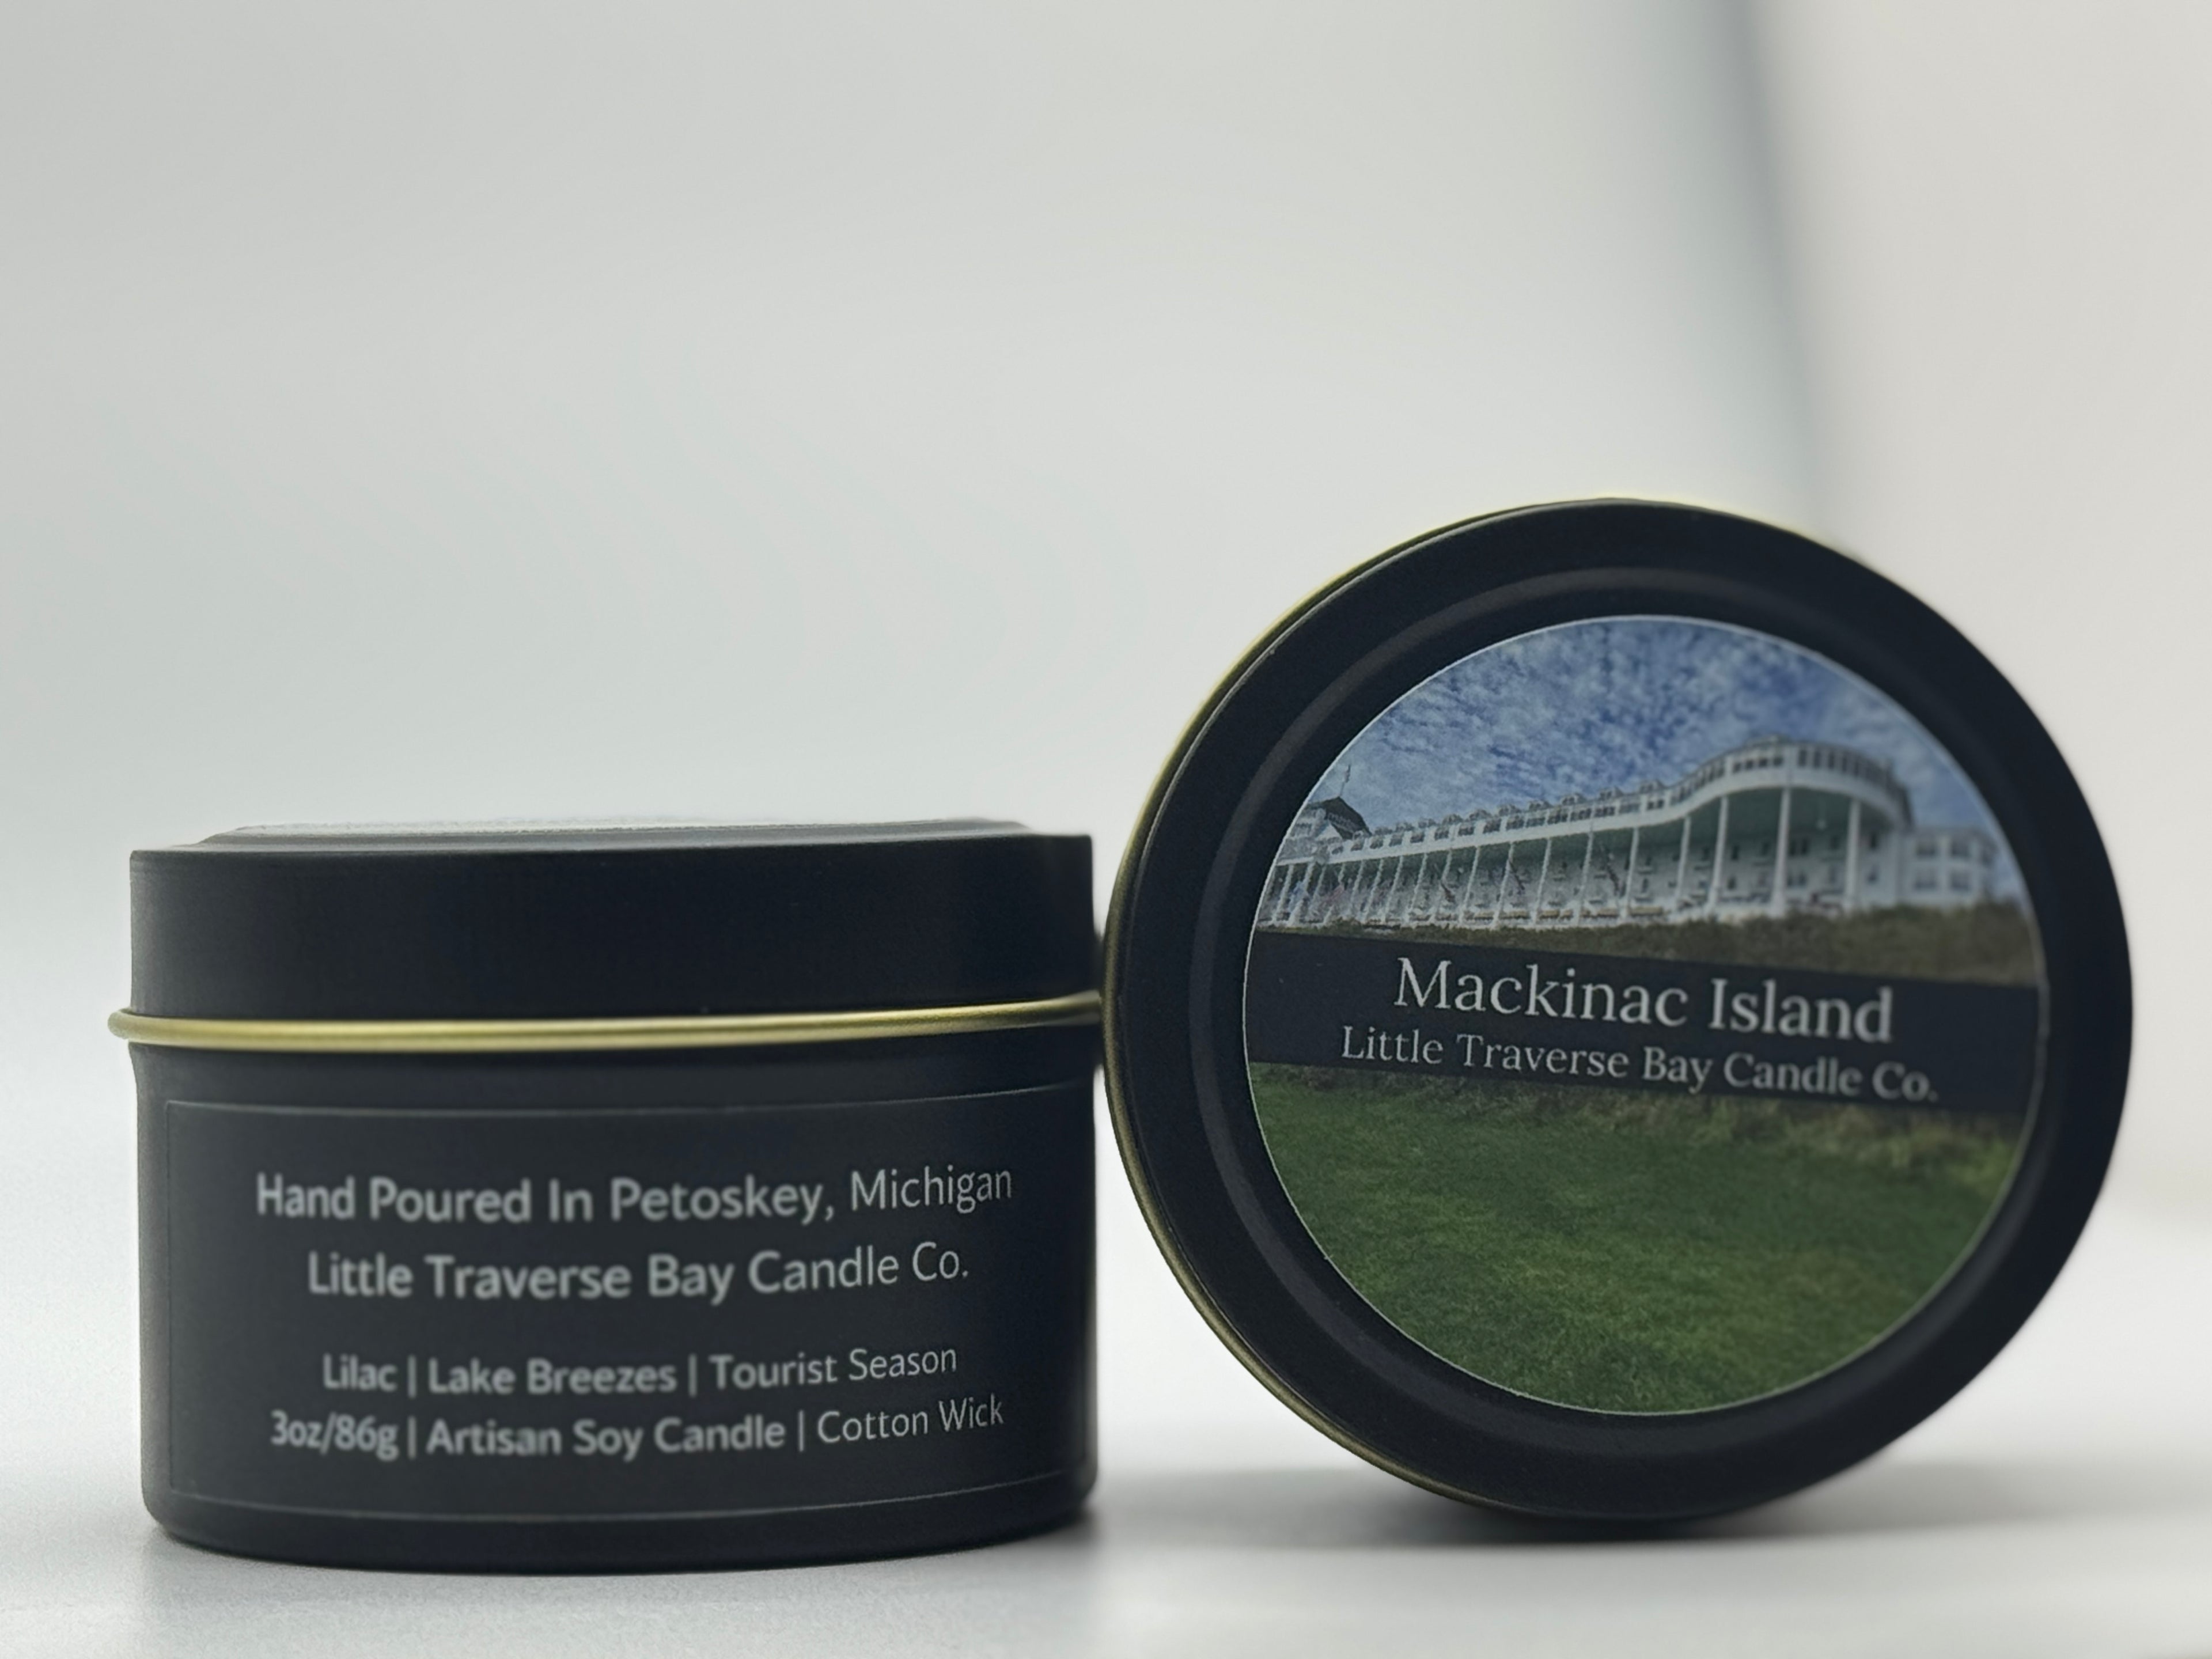 Hand Poured In Petoskey, Michigan
Little Traverse Bay Candle Co.
Lilac | Lake Breezes | Tourist Season
3oz/86g | Artisan Soy Candle | Cotton Wick
Mackinac Island
Little Traverse Bay Candle Co.